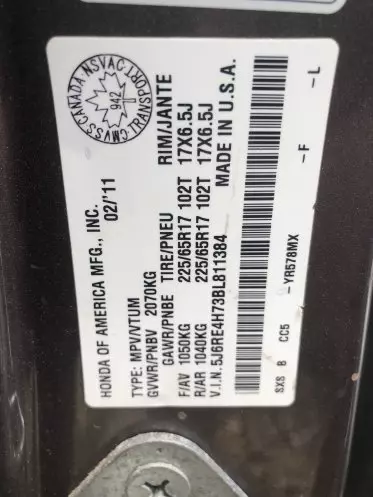 HONDA OF AMERICA MFG., INC.
02/'11
TYPE: MPV/VTUM
GVWR/PNBV 2070KG
GAWR/PNBE TIRE/PNEU RIM/JANTE
F/AV 1050KG 225/65R17 102T 17X6.5J
R/AR 1040KG 225/65R17 102T 17X6.5J
V.I.N. 5J6RE4H73BL811384 MADE IN U.S.A.
SXS B CC5 -YR578MX -F -L
CMVSS CANADA NSVAC TRANSPORT
942